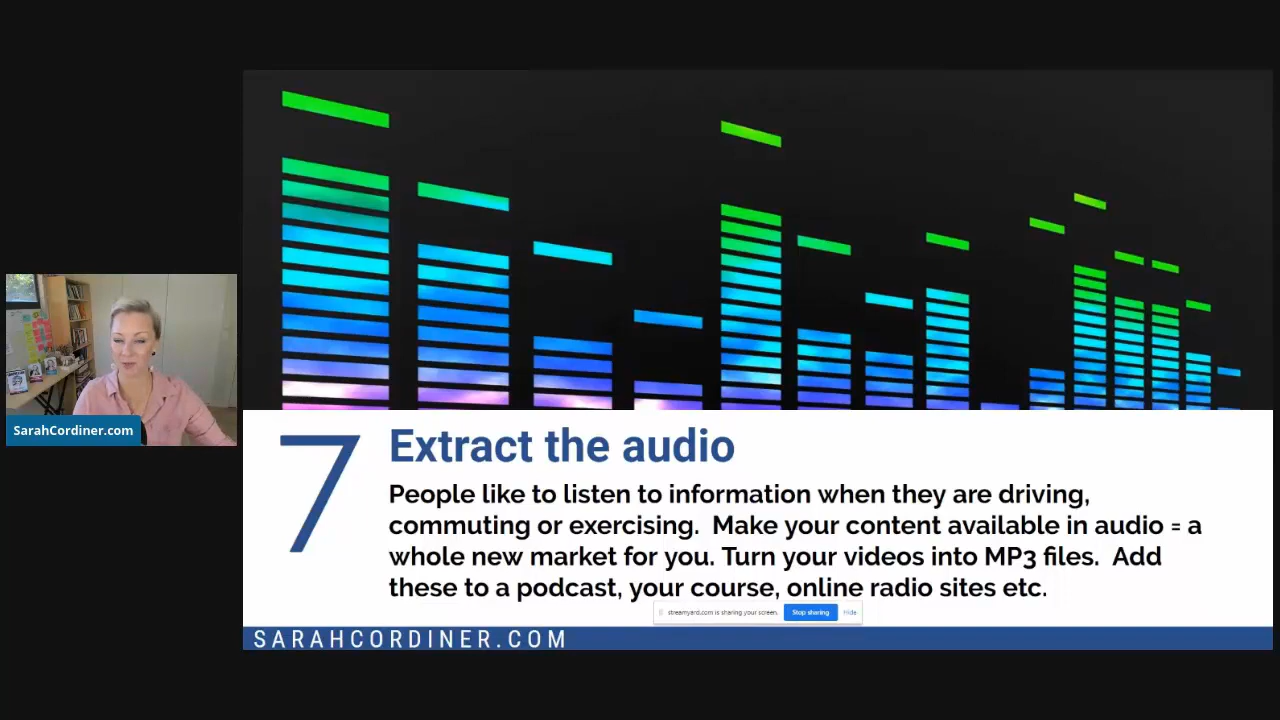 SarahCordiner.com
7
Extract the audio
People like to listen to information when they are driving,
commuting or exercising.  Make your content available in audio = a
whole new market for you. Turn your videos into MP3 files.  Add
these to a podcast, your course, online radio sites etc.
streamyard.com is sharing your screen. Stop sharing Hide
SARAHCORDINER.COM